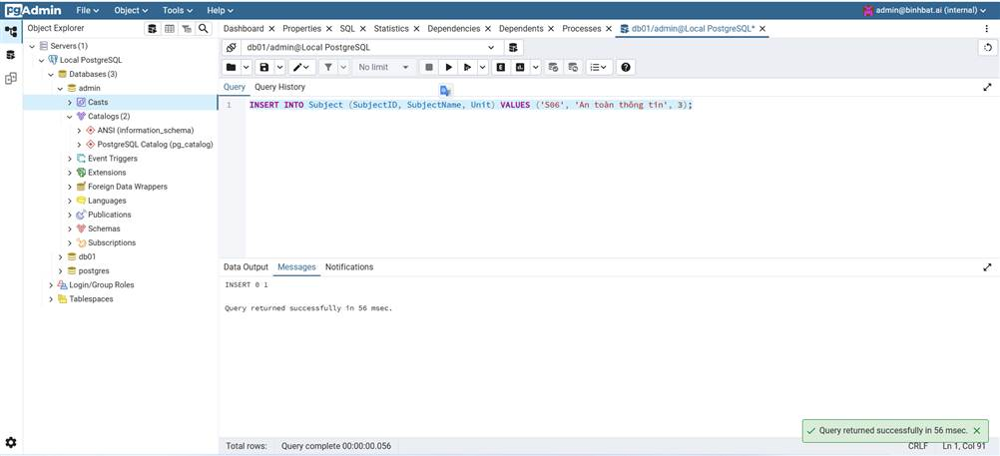 pgAdmin File Object Tools Help admin@binhbat.ai (internal)
Object Explorer
Dashboard Properties SQL Statistics Dependencies Dependents Processes db01/admin@Local PostgreSQL*
Servers (1)
Local PostgreSQL
Databases (3)
admin
Casts
Catalogs (2)
ANSI (information_schema)
PostgreSQL Catalog (pg_catalog)
Event Triggers
Extensions
Foreign Data Wrappers
Languages
Publications
Schemas
Subscriptions
db01
postgres
Login/Group Roles
Tablespaces
db01/admin@Local PostgreSQL
No limit
Query Query History
1 INSERT INTO Subject (SubjectID, SubjectName, Unit) VALUES ('S06', 'An toàn thông tin', 3);
Data Output Messages Notifications
INSERT 0 1
Query returned successfully in 56 msec.
Query returned successfully in 56 msec.
Total rows: Query complete 00:00:00.056 CRLF Ln 1, Col 91